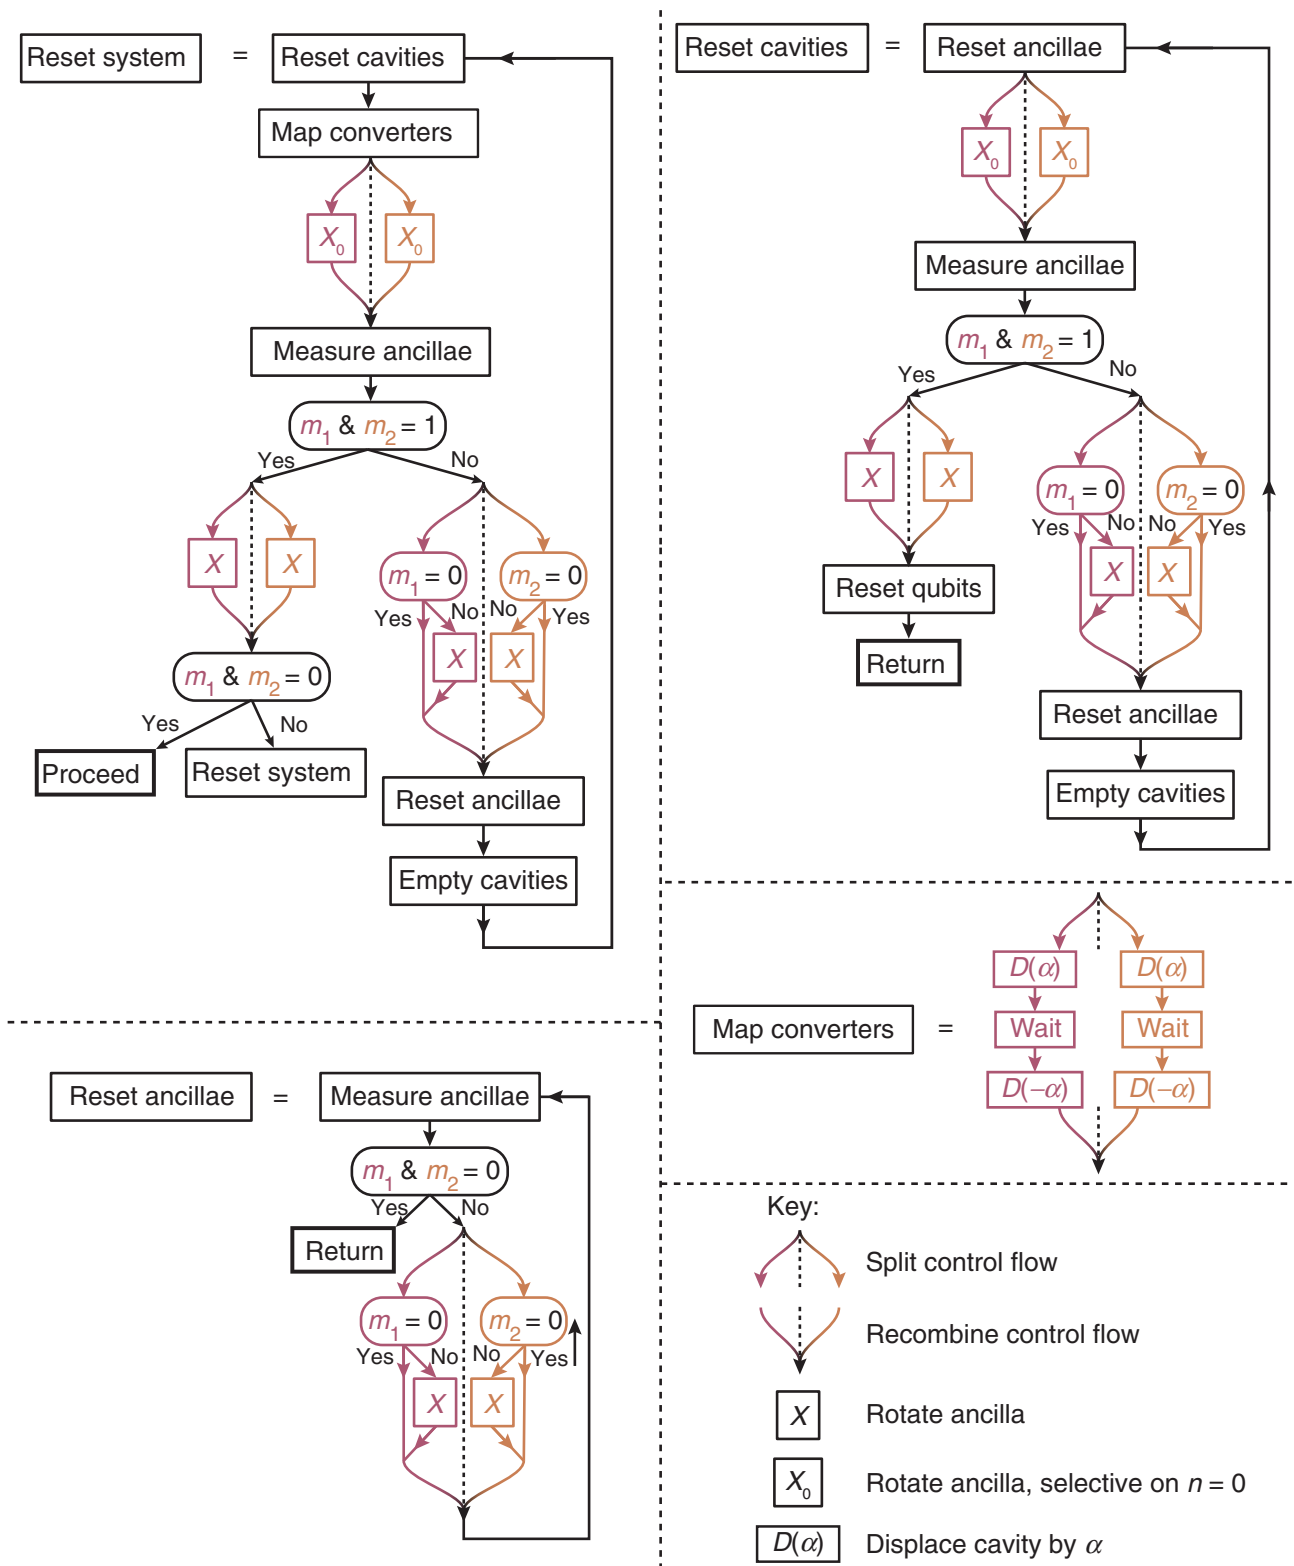 Reset system = Reset cavities
Map converters
X0 X0
Measure ancillae
m1 & m2 = 1
Yes No
X X
m1 = 0 m2 = 0
Yes No No Yes
X X
m1 & m2 = 0
Yes No
Proceed Reset system
Reset ancillae
Empty cavities
Reset cavities = Reset ancillae
X0 X0
Measure ancillae
m1 & m2 = 1
Yes No
X X
m1 = 0 m2 = 0
Yes No No Yes
X X
Reset qubits
Return
Reset ancillae
Empty cavities
Map converters =
D(α) D(α)
Wait Wait
D(−α) D(−α)
Reset ancillae = Measure ancillae
m1 & m2 = 0
Yes No
Return
m1 = 0 m2 = 0
Yes No No Yes
X X
Key:
Split control flow
Recombine control flow
X Rotate ancilla
X0 Rotate ancilla, selective on n = 0
D(α) Displace cavity by α